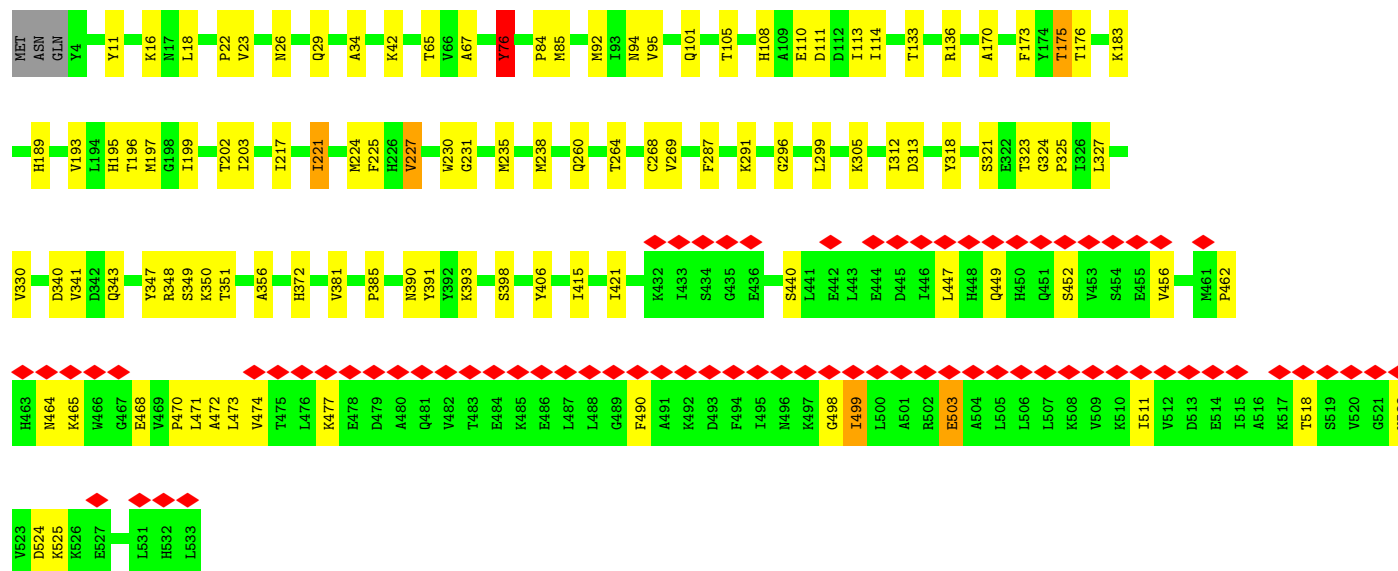 MET ASN GLN Y4 Y11 K16 N17 L18 P22 V23 N26 Q29 A34 K42 T65 V66 A67 Y76 P84 M85 M92 I93 N94 V95 Q101 T105 H108 A109 E110 D111 D112 I113 I114 T133 R136 A170 F173 Y174 T175 T176 K183
H189 V193 L194 H195 T196 M197 G198 I199 T202 I203 I217 I221 M224 F225 H226 V227 W230 G231 M235 M238 Q260 T264 C268 V269 F287 K291 G296 L299 K305 I312 D313 Y318 S321 E322 T323 G324 P325 I326 L327
V330 D340 V341 D342 Q343 Y347 R348 S349 K350 T351 A356 H372 V381 P385 N390 Y391 Y392 K393 S398 Y406 I415 I421 K432 I433 S434 G435 E436 S440 L441 E442 L443 E444 D445 I446 L447 H448 Q449 H450 Q451 S452 V453 S454 E455 V456 M461 P462
H463 N464 K465 W466 G467 E468 V469 P470 L471 A472 L473 V474 T475 L476 K477 E478 D479 A480 Q481 V482 T483 E484 K485 E486 L487 L488 G489 F490 A491 K492 D493 F494 I495 N496 K497 G498 I499 L500 A501 R502 E503 A504 L505 L506 L507 K508 V509 K510 I511 V512 D513 E514 I515 A516 K517 T518 S519 V520 G521
V523 D524 K525 K526 E527 L531 H532 L533